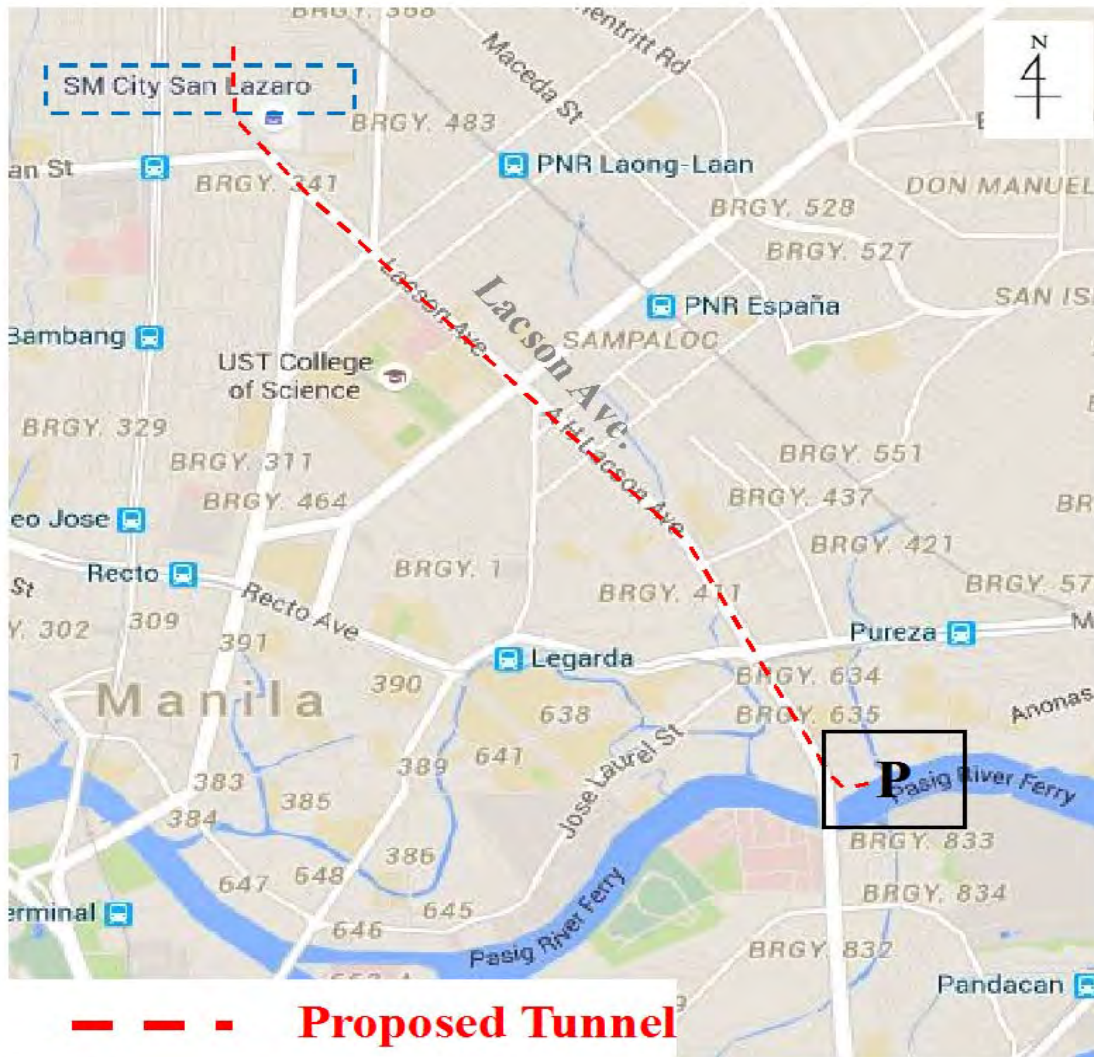 BRGY. 368
Maceda St
SM City San Lazaro
N
BRGY. 483
an St
PNR Laong-Laan
BRGY. 341
DON MANUEL
BRGY. 528
BRGY. 527
Lacson Ave
Lacson Ave.
PNR España
SAN IS
Bambang
SAMPALOC
UST College
of Science
BRGY. 329
A H Lacson Ave
BRGY. 311
BRGY. 551
BRGY. 464
BRGY. 437
eo Jose
BRGY. 421
Recto
BRGY. 1
BRGY. 411
BRGY. 57
St
Recto Ave
Y. 302
309
391
Pureza
M
Legarda
BRGY. 634
Manila
390
638
BRGY. 635
Anonas
641
Jose Laurel St
389
383
P
Pasig River Ferry
384
385
386
BRGY. 833
647
648
BRGY. 834
645
erminal
646
Pasig River Ferry
BRGY. 832
Pandacan
Proposed Tunnel